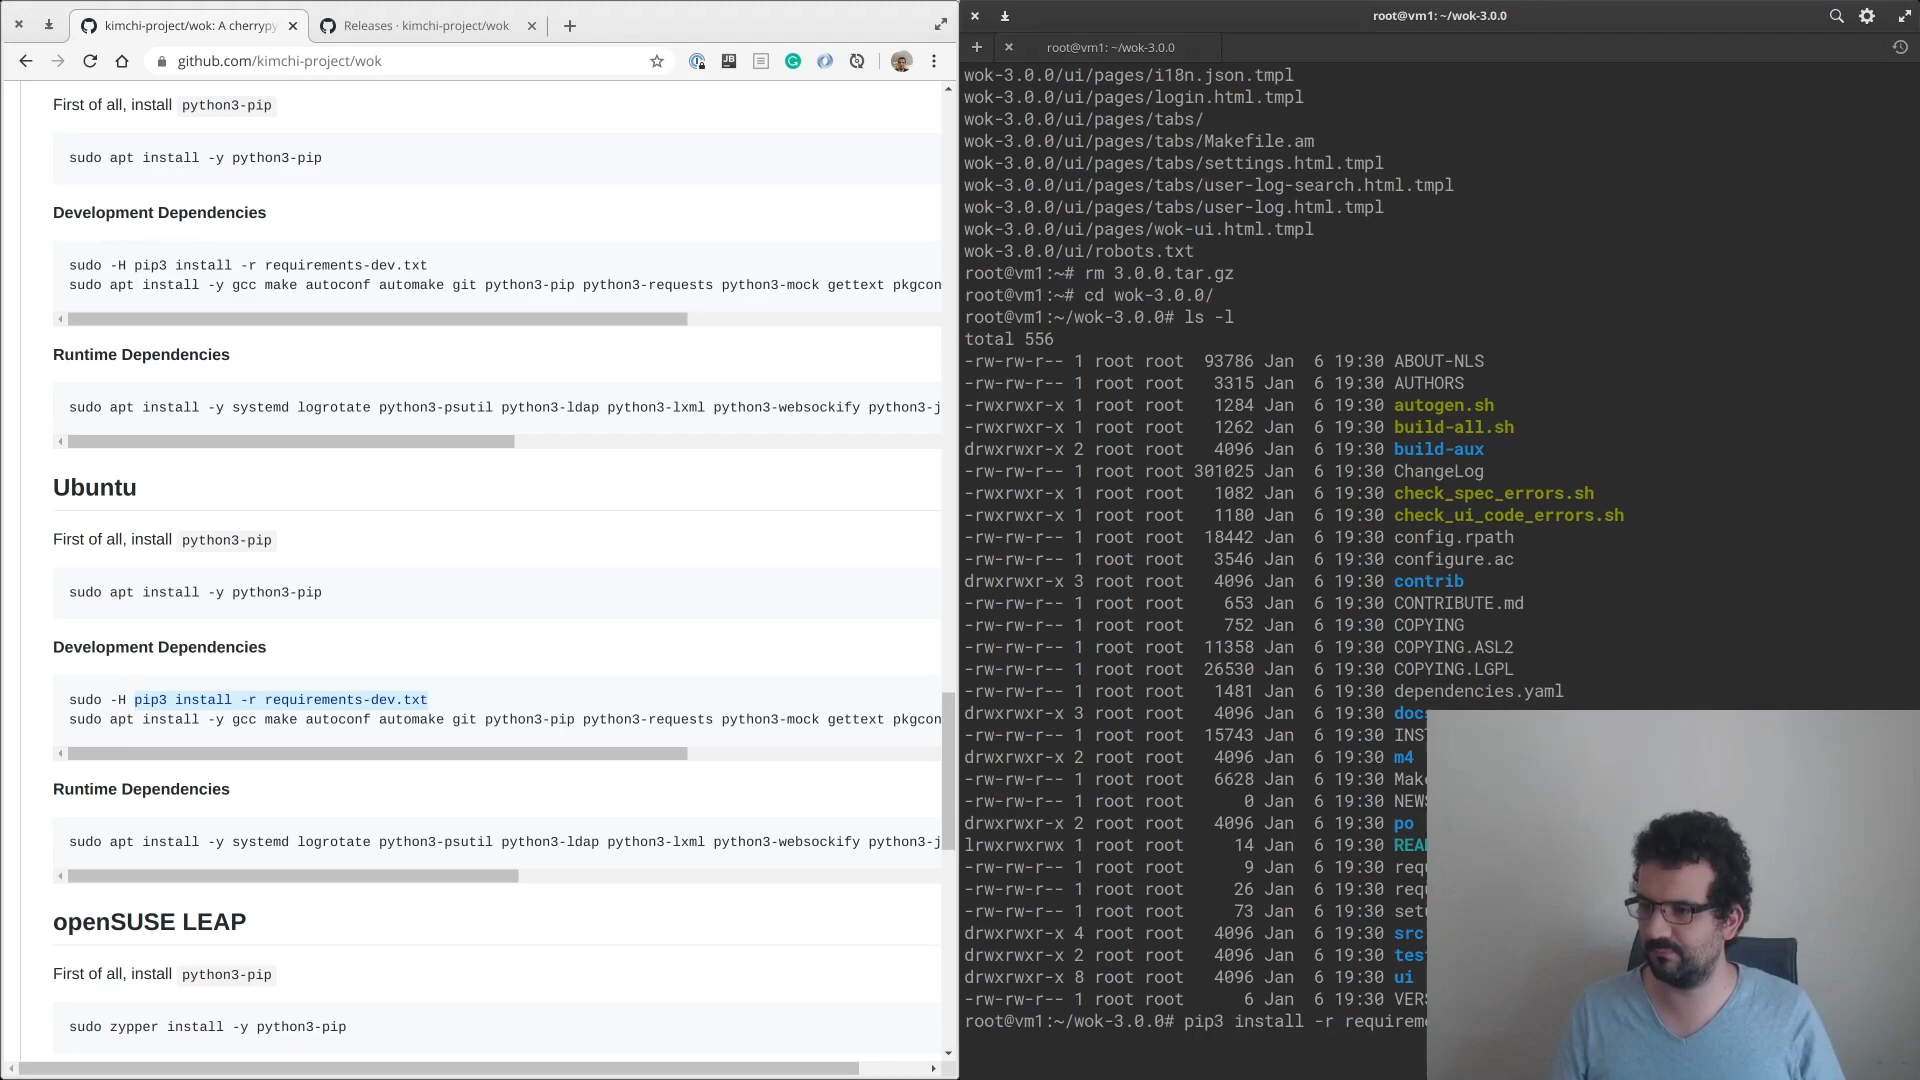 kimchi-project/wok: A cherrypy
Releases · kimchi-project/wok
github.com/kimchi-project/wok
First of all, install python3-pip
sudo apt install -y python3-pip
Development Dependencies
sudo -H pip3 install -r requirements-dev.txt
sudo apt install -y gcc make autoconf automake git python3-pip python3-requests python3-mock gettext pkgcon
Runtime Dependencies
sudo apt install -y systemd logrotate python3-psutil python3-ldap python3-lxml python3-websockify python3-j
Ubuntu
First of all, install python3-pip
sudo apt install -y python3-pip
Development Dependencies
sudo -H pip3 install -r requirements-dev.txt
sudo apt install -y gcc make autoconf automake git python3-pip python3-requests python3-mock gettext pkgcon
Runtime Dependencies
sudo apt install -y systemd logrotate python3-psutil python3-ldap python3-lxml python3-websockify python3-j
openSUSE LEAP
First of all, install python3-pip
sudo zypper install -y python3-pip
root@vm1: ~/wok-3.0.0
root@vm1: ~/wok-3.0.0
wok-3.0.0/ui/pages/i18n.json.tmpl
wok-3.0.0/ui/pages/login.html.tmpl
wok-3.0.0/ui/pages/tabs/
wok-3.0.0/ui/pages/tabs/Makefile.am
wok-3.0.0/ui/pages/tabs/settings.html.tmpl
wok-3.0.0/ui/pages/tabs/user-log-search.html.tmpl
wok-3.0.0/ui/pages/tabs/user-log.html.tmpl
wok-3.0.0/ui/pages/wok-ui.html.tmpl
wok-3.0.0/ui/robots.txt
root@vm1:~# rm 3.0.0.tar.gz
root@vm1:~# cd wok-3.0.0/
root@vm1:~/wok-3.0.0# ls -l
total 556
-rw-rw-r-- 1 root root 93786 Jan 6 19:30 ABOUT-NLS
-rw-rw-r-- 1 root root 3315 Jan 6 19:30 AUTHORS
-rwxrwxr-x 1 root root 1284 Jan 6 19:30 autogen.sh
-rwxrwxr-x 1 root root 1262 Jan 6 19:30 build-all.sh
drwxrwxr-x 2 root root 4096 Jan 6 19:30 build-aux
-rw-rw-r-- 1 root root 301025 Jan 6 19:30 ChangeLog
-rwxrwxr-x 1 root root 1082 Jan 6 19:30 check_spec_errors.sh
-rwxrwxr-x 1 root root 1180 Jan 6 19:30 check_ui_code_errors.sh
-rw-rw-r-- 1 root root 18442 Jan 6 19:30 config.rpath
-rw-rw-r-- 1 root root 3546 Jan 6 19:30 configure.ac
drwxrwxr-x 3 root root 4096 Jan 6 19:30 contrib
-rw-rw-r-- 1 root root 653 Jan 6 19:30 CONTRIBUTE.md
-rw-rw-r-- 1 root root 752 Jan 6 19:30 COPYING
-rw-rw-r-- 1 root root 11358 Jan 6 19:30 COPYING.ASL2
-rw-rw-r-- 1 root root 26530 Jan 6 19:30 COPYING.LGPL
-rw-rw-r-- 1 root root 1481 Jan 6 19:30 dependencies.yaml
drwxrwxr-x 3 root root 4096 Jan 6 19:30 docs
-rw-rw-r-- 1 root root 15743 Jan 6 19:30 INST
drwxrwxr-x 2 root root 4096 Jan 6 19:30 m4
-rw-rw-r-- 1 root root 6628 Jan 6 19:30 Make
-rw-rw-r-- 1 root root 0 Jan 6 19:30 NEWS
drwxrwxr-x 2 root root 4096 Jan 6 19:30 po
lrwxrwxrwx 1 root root 14 Jan 6 19:30 READ
-rw-rw-r-- 1 root root 9 Jan 6 19:30 requ
-rw-rw-r-- 1 root root 26 Jan 6 19:30 requ
-rw-rw-r-- 1 root root 73 Jan 6 19:30 setu
drwxrwxr-x 4 root root 4096 Jan 6 19:30 src
drwxrwxr-x 2 root root 4096 Jan 6 19:30 tes
drwxrwxr-x 8 root root 4096 Jan 6 19:30 ui
-rw-rw-r-- 1 root root 6 Jan 6 19:30 VERS
root@vm1:~/wok-3.0.0# pip3 install -r requirem